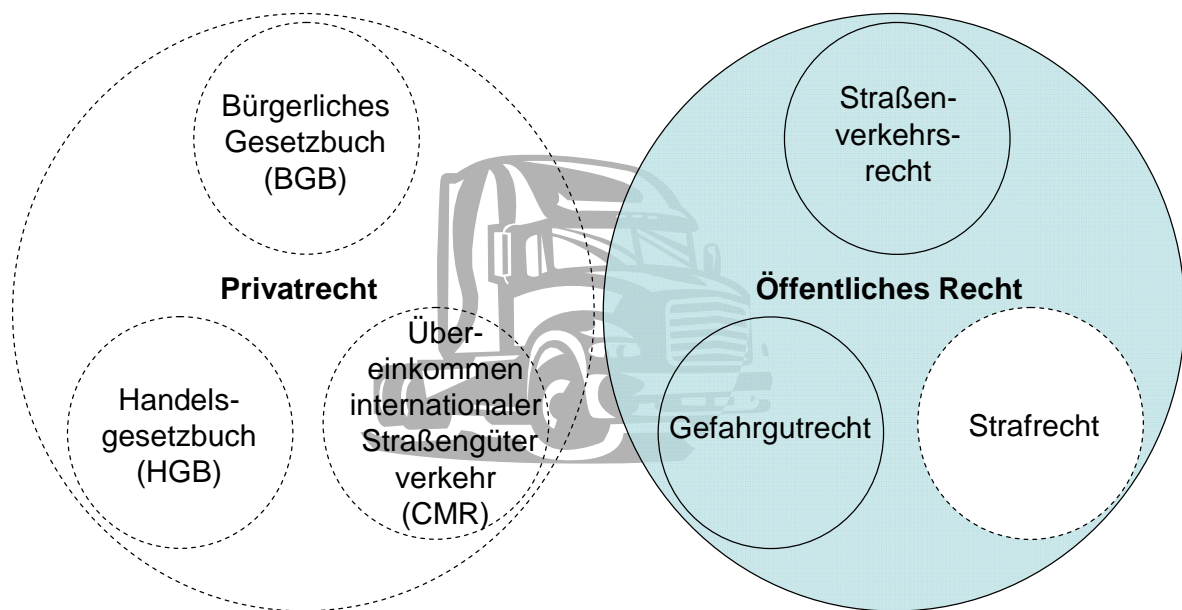 Bürgerliches
Gesetzbuch
(BGB)
Privatrecht
Handels-
gesetzbuch
(HGB)
Über-
einkommen
internationaler
Straßengüter
verkehr
(CMR)
Straßen-
verkehrs-
recht
Öffentliches Recht
Gefahrgutrecht
Strafrecht